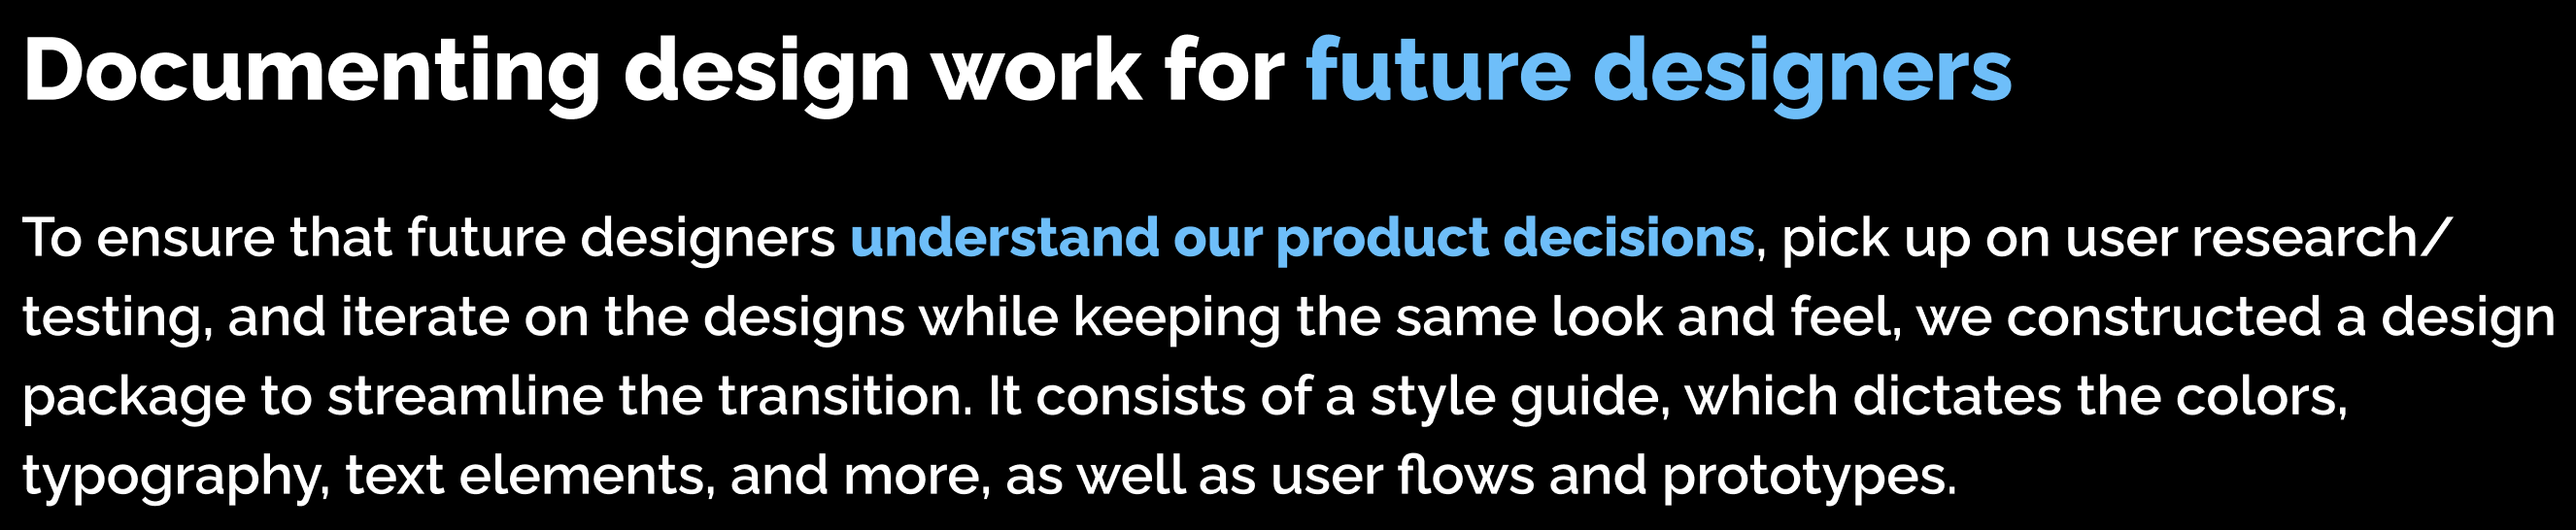 Documenting design work for future designers
To ensure that future designers understand our product decisions, pick up on user research/
testing, and iterate on the designs while keeping the same look and feel, we constructed a design
package to streamline the transition. It consists of a style guide, which dictates the colors,
typography, text elements, and more, as well as user flows and prototypes.